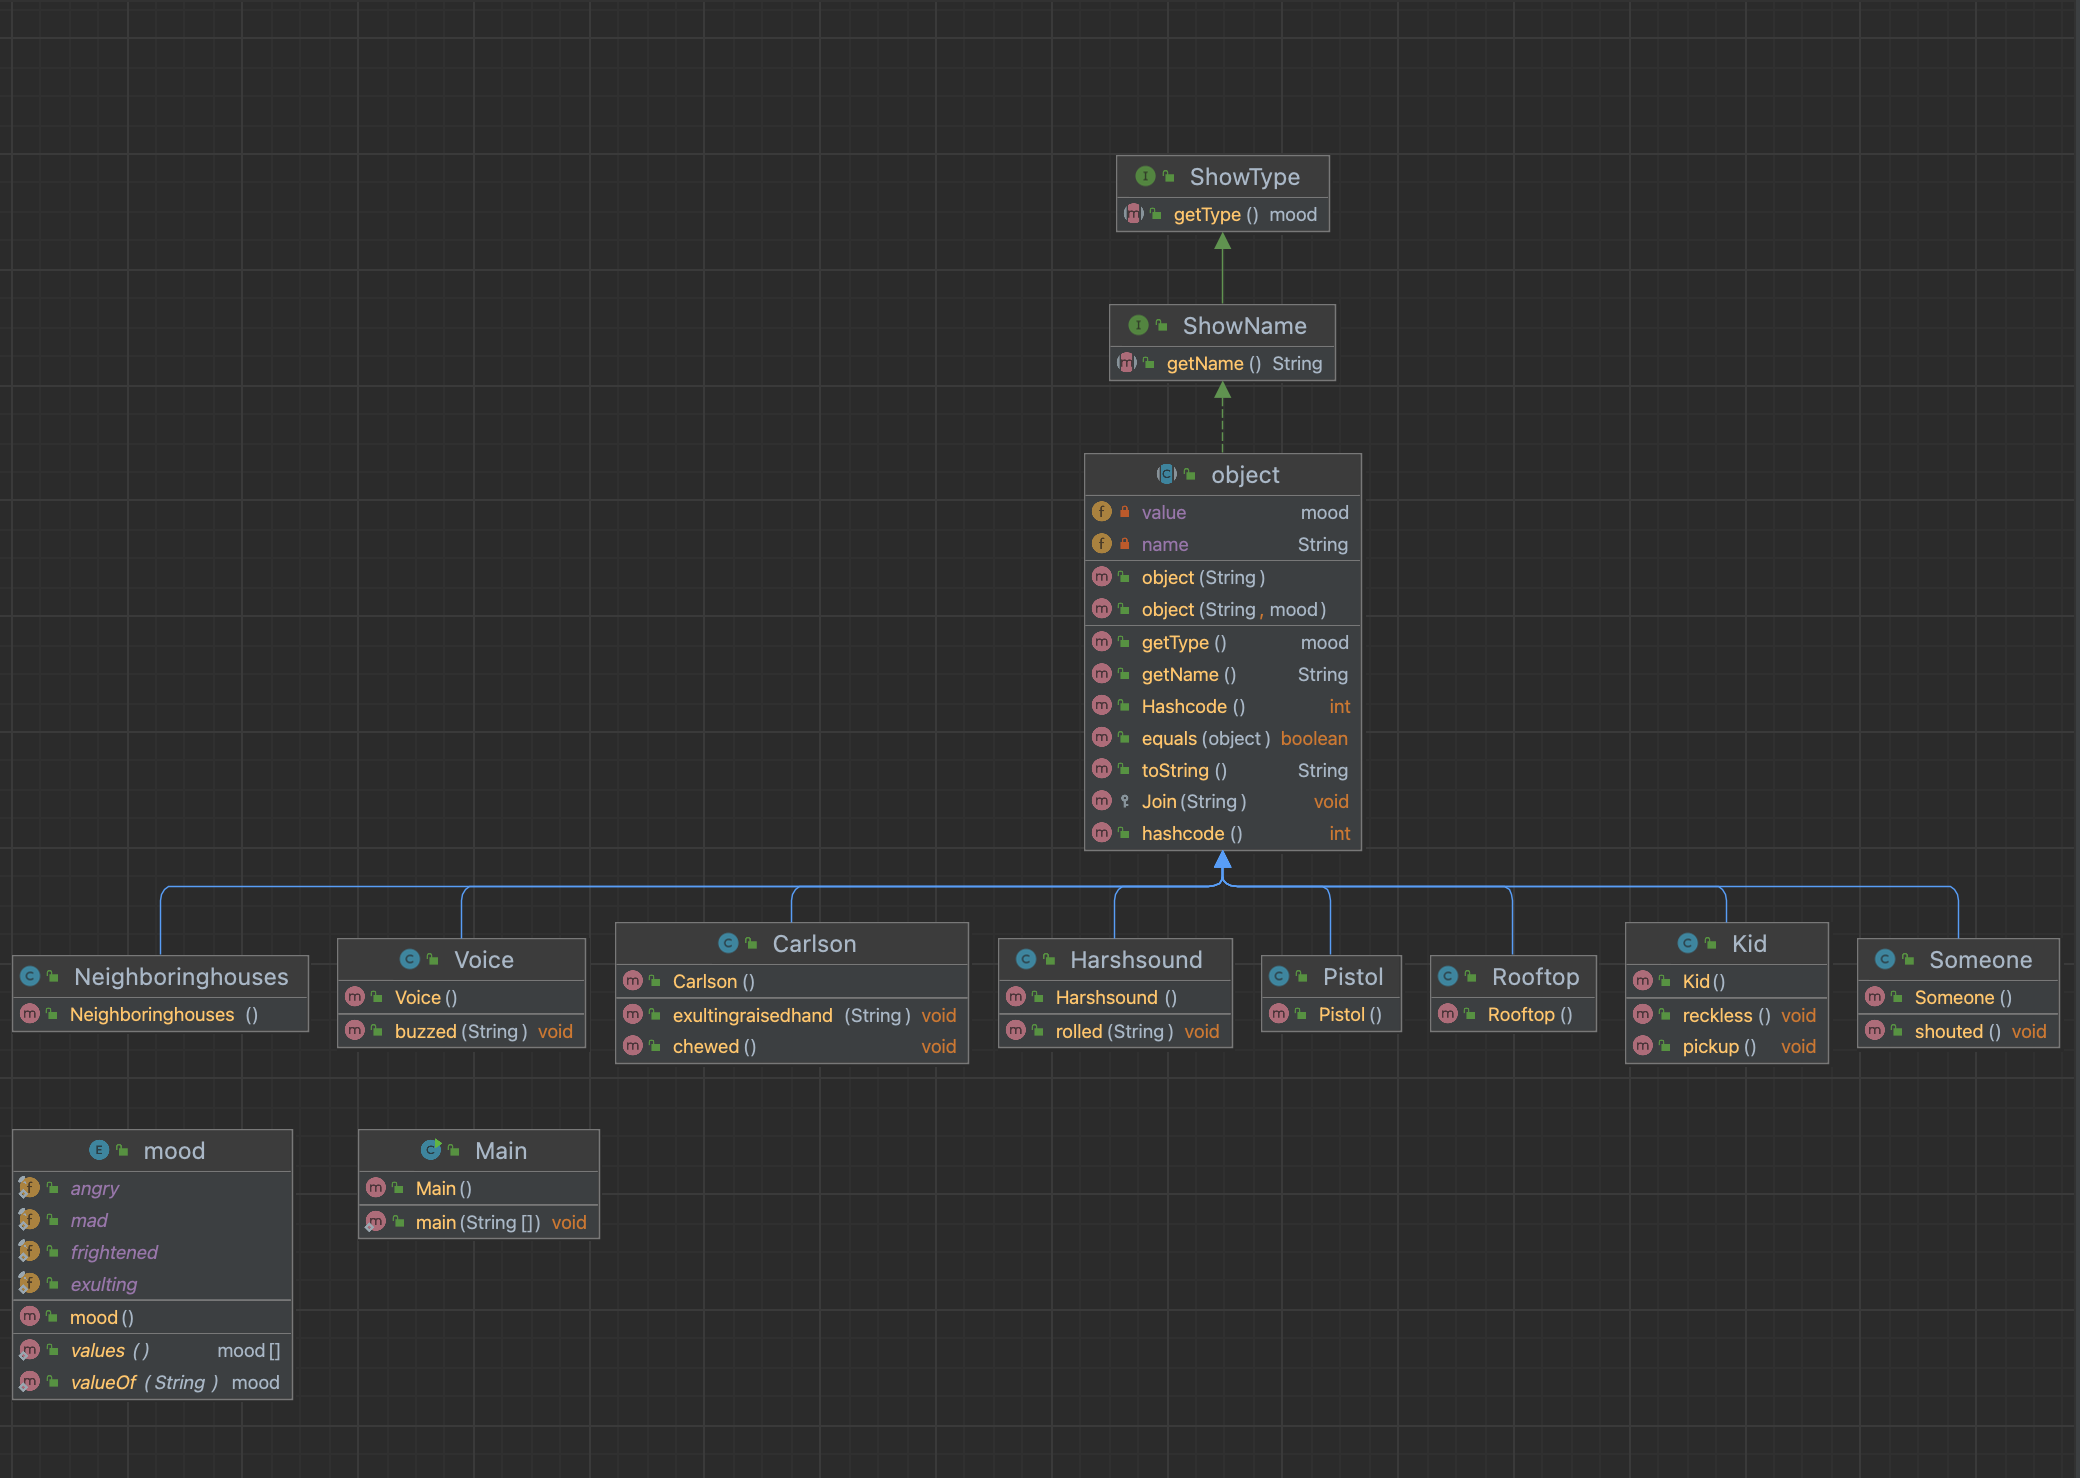 ShowType
getType () mood
ShowName
getName () String
object
value mood
name String
object (String)
object (String, mood)
getType () mood
getName () String
Hashcode () int
equals (object) boolean
toString () String
Join (String) void
hashcode () int
Neighboringhouses
Neighboringhouses ()
Voice
Voice ()
buzzed (String) void
Carlson
Carlson ()
exultingraisedhand (String) void
chewed () void
Harshsound
Harshsound ()
rolled (String) void
Pistol
Pistol ()
Rooftop
Rooftop ()
Kid
Kid ()
reckless () void
pickup () void
Someone
Someone ()
shouted () void
mood
angry
mad
frightened
exulting
mood ()
values () mood []
valueOf (String) mood
Main
Main ()
main (String []) void